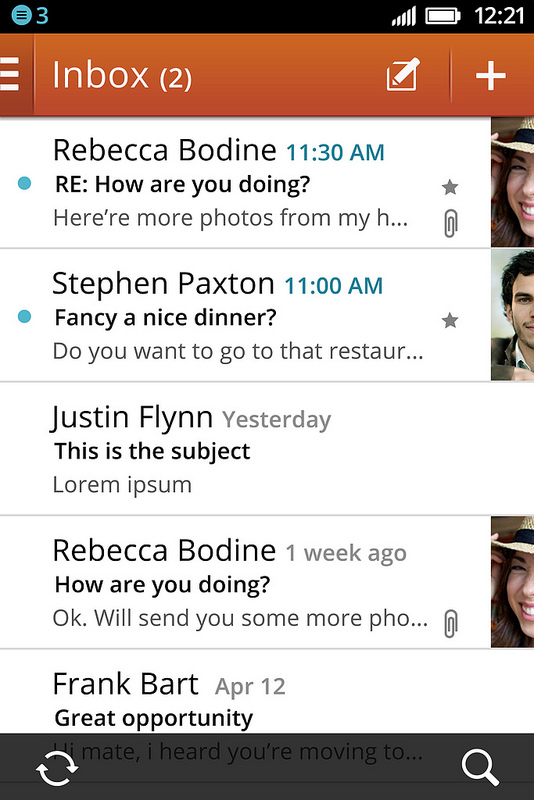 3
12:21
Inbox (2)
Rebecca Bodine 11:30 AM
RE: How are you doing?
Here’re more photos from my h...
Stephen Paxton 11:00 AM
Fancy a nice dinner?
Do you want to go to that restaur...
Justin Flynn Yesterday
This is the subject
Lorem ipsum
Rebecca Bodine 1 week ago
How are you doing?
Ok. Will send you some more pho...
Frank Bart Apr 12
Great opportunity
Hi mate, i heard you’re moving to...